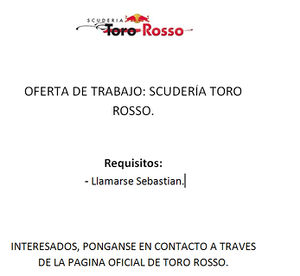 SCUDERIA
Toro Rosso
OFERTA DE TRABAJO: SCUDERÍA TORO
ROSSO.
Requisitos:
- Llamarse Sebastian.
INTERESADOS, PONGANSE EN CONTACTO A TRAVES
DE LA PAGINA OFICIAL DE TORO ROSSO.